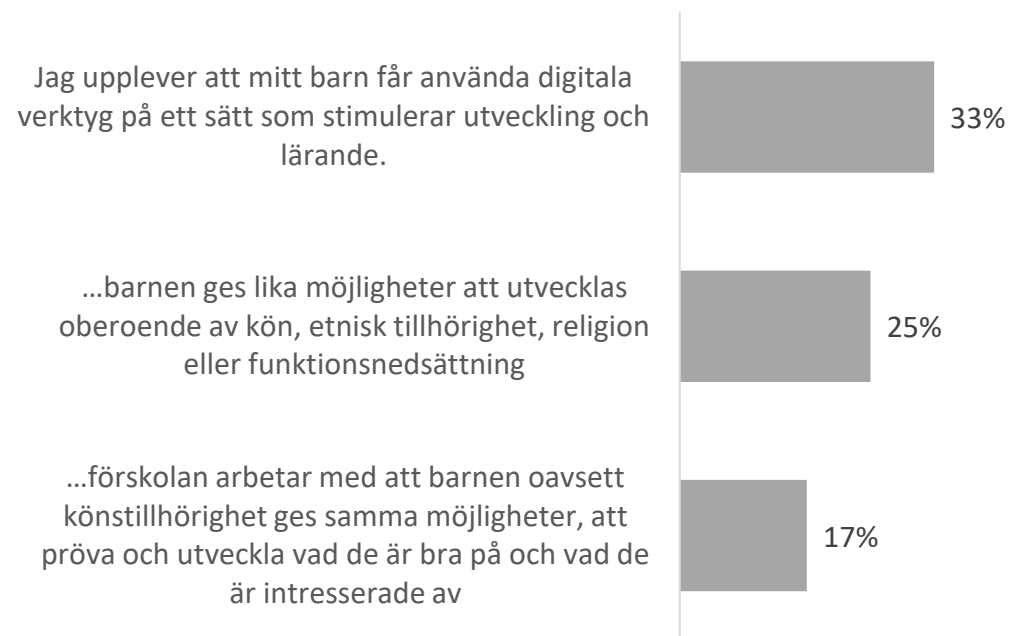 Jag upplever att mitt barn får använda digitala
verktyg på ett sätt som stimulerar utveckling och
lärande.
33%
…barnen ges lika möjligheter att utvecklas
oberoende av kön, etnisk tillhörighet, religion
eller funktionsnedsättning
25%
…förskolan arbetar med att barnen oavsett
könstillhörighet ges samma möjligheter, att
pröva och utveckla vad de är bra på och vad de
är intresserade av
17%